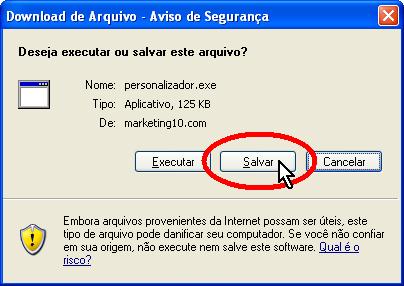 Download de Arquivo - Aviso de Segurança
Deseja executar ou salvar este arquivo?
Nome: personalizador.exe
Tipo: Aplicativo, 125 KB
De: marketing10.com
Executar Salvar Cancelar
Embora arquivos provenientes da Internet possam ser úteis, este
tipo de arquivo pode danificar seu computador. Se você não confiar
em sua origem, não execute nem salve este software. Qual é o
risco?